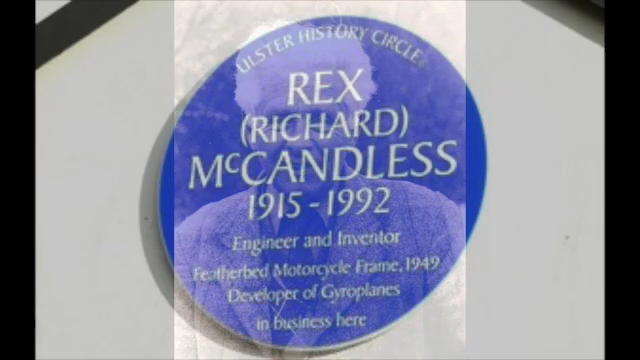 ULSTER HISTORY CIRCLE
REX
(RICHARD)
McCANDLESS
1915 - 1992
Engineer and Inventor
Featherbed Motorcycle Frame, 1949
Developer of Gyroplanes
in business here